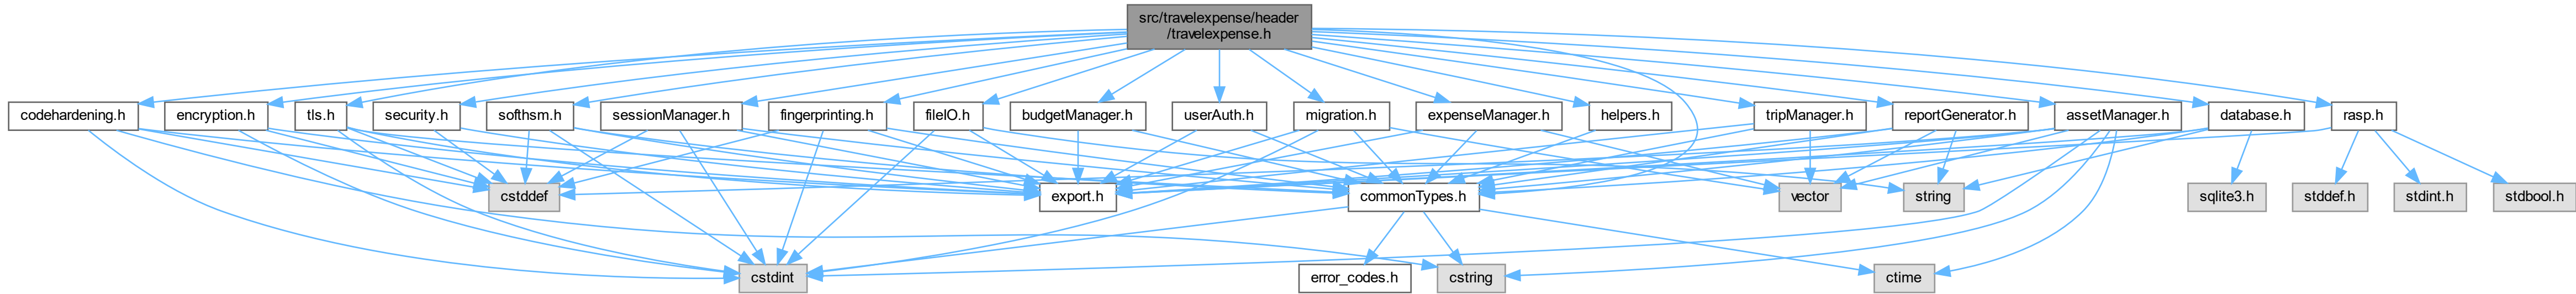 src/travelexpense/header
/travelexpense.h
codehardening.h
encryption.h
tls.h
security.h
softhsm.h
sessionManager.h
fingerprinting.h
fileIO.h
budgetManager.h
userAuth.h
migration.h
expenseManager.h
helpers.h
tripManager.h
reportGenerator.h
assetManager.h
database.h
rasp.h
cstddef
export.h
commonTypes.h
vector
string
sqlite3.h
stddef.h
stdint.h
stdbool.h
cstdint
cstring
error_codes.h
ctime